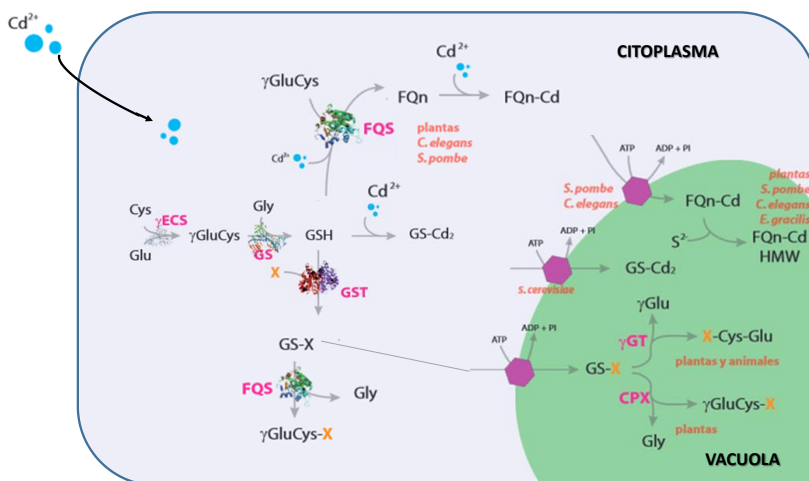 Cd²⁺
CITOPLASMA
γGluCys
Cd²⁺
FQn
FQn-Cd
FQS
plantas
C. elegans
S. pombe
Cd²⁺
Gly
Cd²⁺
Cys
γECS
Glu
γGluCys
GS
GSH
GS-Cd₂
X
GST
GS-X
FQS
Gly
γGluCys-X
ATP
ADP + PI
S. pombe
C. elegans
FQn-Cd
plantas
S. pombe
C. elegans
E. gracilis
S²⁻
FQn-Cd
HMW
ATP
ADP + PI
S. cerevisiae
GS-Cd₂
ATP
ADP + PI
GS-X
γGlu
γGT
X-Cys-Glu
plantas y animales
CPX
γGluCys-X
plantas
Gly
VACUOLA